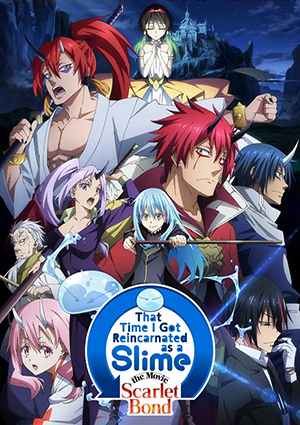 That
Time I Got
Reincarnated
as a
Slime
the Movie
Scarlet
Bond